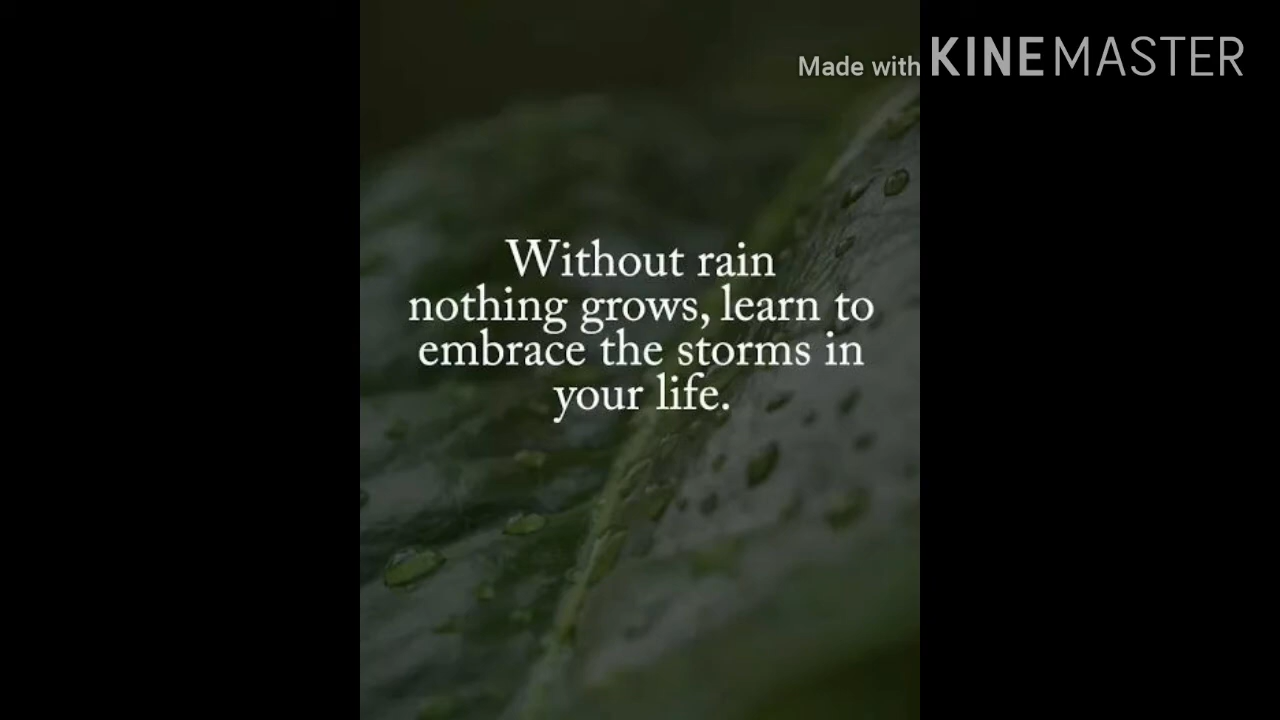 Made with KINEMASTER
Without rain
nothing grows, learn to
embrace the storms in
your life.